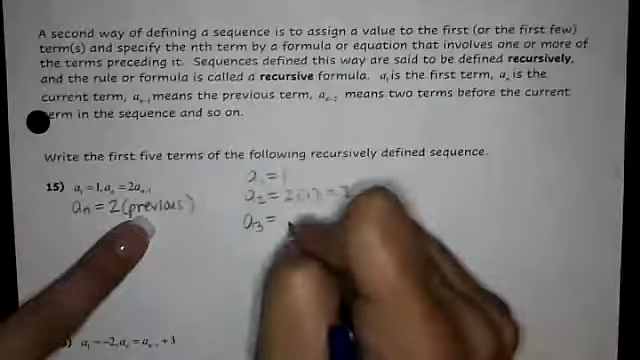 A second way of defining a sequence is to assign a value to the first (or the first few)
term(s) and specify the nth term by a formula or equation that involves one or more of
the terms preceding it. Sequences defined this way are said to be defined recursively,
and the rule or formula is called a recursive formula. a₁ is the first term, aₙ is the
current term, aₙ₋₁ means the previous term, aₙ₋₂ means two terms before the current
erm in the sequence and so on.
Write the first five terms of the following recursively defined sequence.
15) a₁ = 1, aₙ = 2aₙ₋₁
aₙ = 2(previous)
a₁ = 1
a₂ = 2(1) = 2
a₃ =
) a₁ = -2, aₙ = aₙ₋₁ + 3